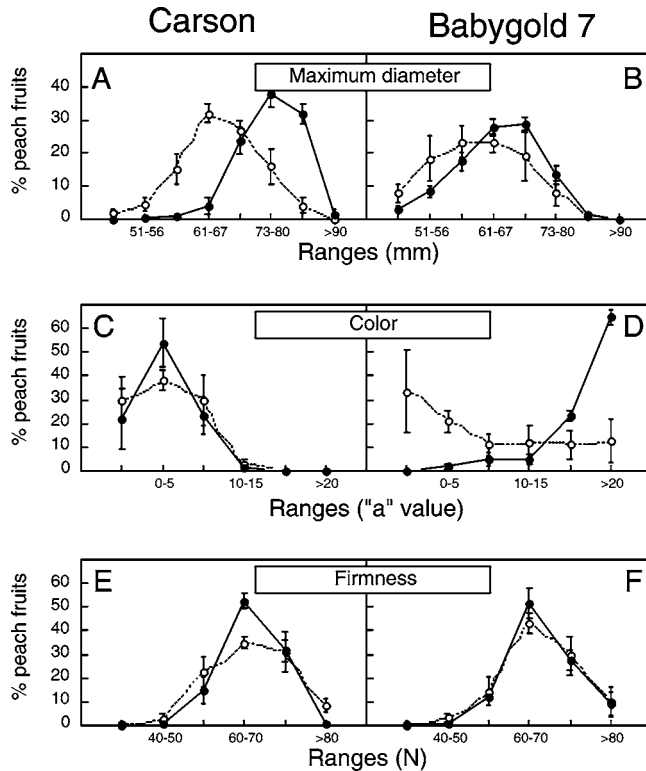 Carson Babygold 7
A Maximum diameter B
% peach fruits
40
30
20
10
0
51-56 61-67 73-80 >90 51-56 61-67 73-80 >90
Ranges (mm)
C Color D
% peach fruits
60
50
40
30
20
10
0
0-5 10-15 >20 0-5 10-15 >20
Ranges ("a" value)
E Firmness F
% peach fruits
60
50
40
30
20
10
0
40-50 60-70 >80 40-50 60-70 >80
Ranges (N)